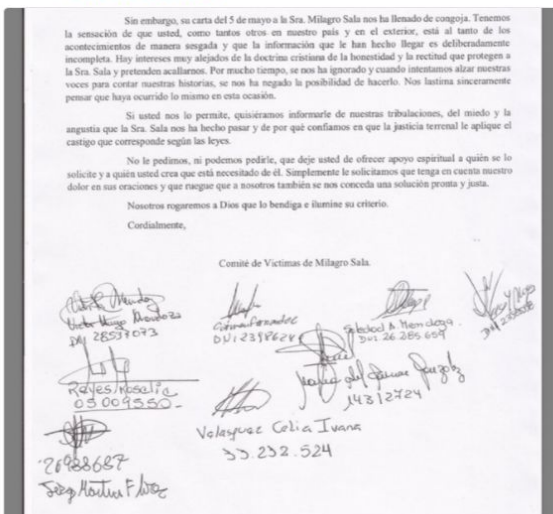 Sin embargo, su carta del 5 de mayo a la Sra. Milagro Sala nos ha llenado de congoja. Tenemos
la sensación de que usted, como tantos otros en nuestro país y en el exterior, está al tanto de los
acontecimientos de manera sesgada y que la información que le han hecho llegar es deliberadamente
incompleta. Hay intereses muy alejados de la doctrina cristiana de la honestidad y la rectitud que protegen a
la Sra. Sala y pretenden acallarnos. Por mucho tiempo, se nos ha ignorado y cuando intentamos alzar nuestras
voces para contar nuestras historias, se nos ha negado la posibilidad de hacerlo. Nos lastima sinceramente
pensar que haya ocurrido lo mismo en esta ocasión.
Si usted nos lo permite, quisiéramos informarle de nuestras tribulaciones, del miedo y la
angustia que la Sra. Sala nos ha hecho pasar y de por qué confiamos en que la justicia terrenal le aplique el
castigo que corresponde según las leyes.
No le pedimos, ni podemos pedirle, que deje usted de ofrecer apoyo espiritual a quién se lo
solicite y a quién usted crea que está necesitado de él. Simplemente le solicitamos que tenga en cuenta nuestro
dolor en sus oraciones y que ruegue que a nosotros también se nos conceda una solución pronta y justa.
Nosotros rogaremos a Dios que lo bendiga e ilumine su criterio.
Cordialmente,
Comité de Víctimas de Milagro Sala.
Victor Hugo Mendoza
DNI 28537073
Soledad A. Mendoza.
DNI 26.285.659
Reyes, Rosalia
05009550-
14312724
Velasquez Celia Ivana
33.232.524
26988687